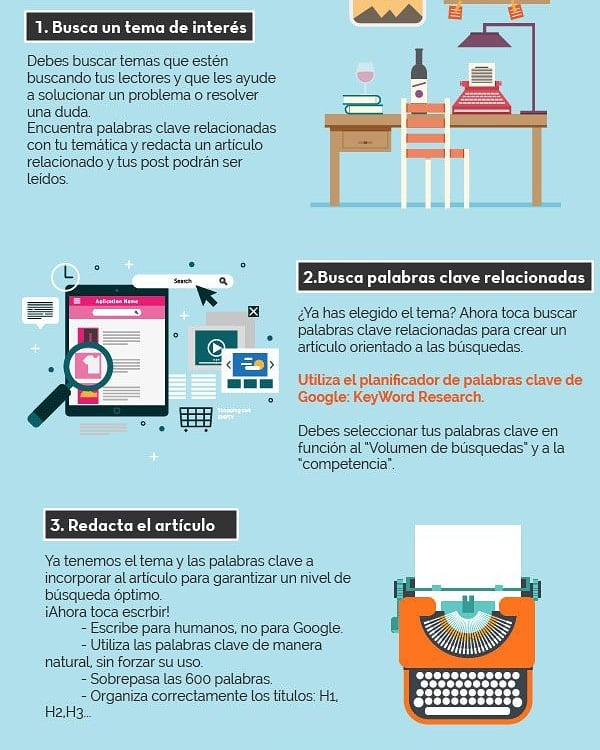 1. Busca un tema de interés
Debes buscar temas que estén
buscando tus lectores y que les ayude
a solucionar un problema o resolver
una duda.
Encuentra palabras clave relacionadas
con tu temática y redacta un artículo
relacionado y tus post podrán ser
leídos.
Search
Aplication Name
Shopping cart
EMPTY
2.Busca palabras clave relacionadas
¿Ya has elegido el tema? Ahora toca buscar
palabras clave relacionadas para crear un
artículo orientado a las búsquedas.
Utiliza el planificador de palabras clave de
Google: KeyWord Research.
Debes seleccionar tus palabras clave en
función al "Volumen de búsquedas" y a la
"competencia".
3. Redacta el artículo
Ya tenemos el tema y las palabras clave a
incorporar al artículo para garantizar un nivel de
búsqueda óptimo.
¡Ahora toca escrbir!
- Escribe para humanos, no para Google.
- Utiliza las palabras clave de manera
natural, sin forzar su uso.
- Sobrepasa las 600 palabras.
- Organiza correctamente los títulos: H1,
H2,H3...